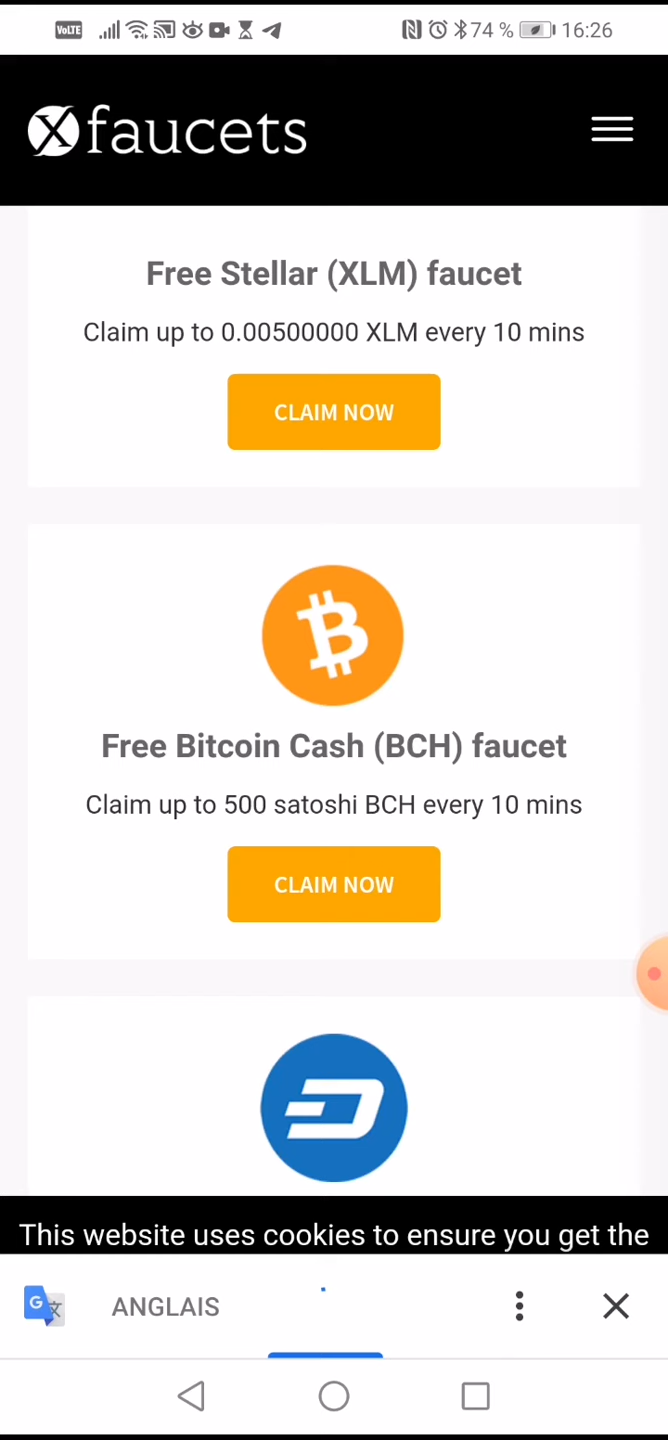 VoLTE 74 % 16:26
Xfaucets
Free Stellar (XLM) faucet
Claim up to 0.00500000 XLM every 10 mins
CLAIM NOW
Free Bitcoin Cash (BCH) faucet
Claim up to 500 satoshi BCH every 10 mins
CLAIM NOW
This website uses cookies to ensure you get the
ANGLAIS